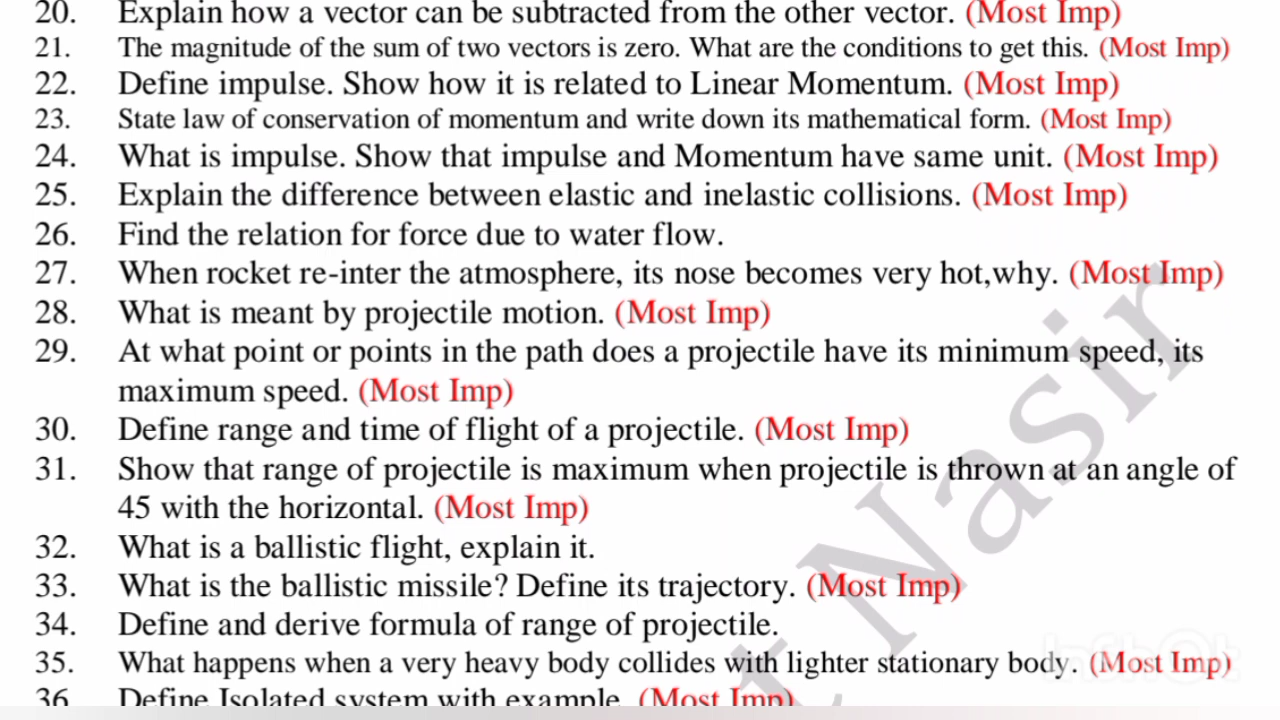 20. Explain how a vector can be subtracted from the other vector. (Most Imp)
21. The magnitude of the sum of two vectors is zero. What are the conditions to get this. (Most Imp)
22. Define impulse. Show how it is related to Linear Momentum. (Most Imp)
23. State law of conservation of momentum and write down its mathematical form. (Most Imp)
24. What is impulse. Show that impulse and Momentum have same unit. (Most Imp)
25. Explain the difference between elastic and inelastic collisions. (Most Imp)
26. Find the relation for force due to water flow.
27. When rocket re-inter the atmosphere, its nose becomes very hot,why. (Most Imp)
28. What is meant by projectile motion. (Most Imp)
29. At what point or points in the path does a projectile have its minimum speed, its
maximum speed. (Most Imp)
30. Define range and time of flight of a projectile. (Most Imp)
31. Show that range of projectile is maximum when projectile is thrown at an angle of
45 with the horizontal. (Most Imp)
32. What is a ballistic flight, explain it.
33. What is the ballistic missile? Define its trajectory. (Most Imp)
34. Define and derive formula of range of projectile.
35. What happens when a very heavy body collides with lighter stationary body. (Most Imp)
36. Define Isolated system with example. (Most Imp)
t Nasir